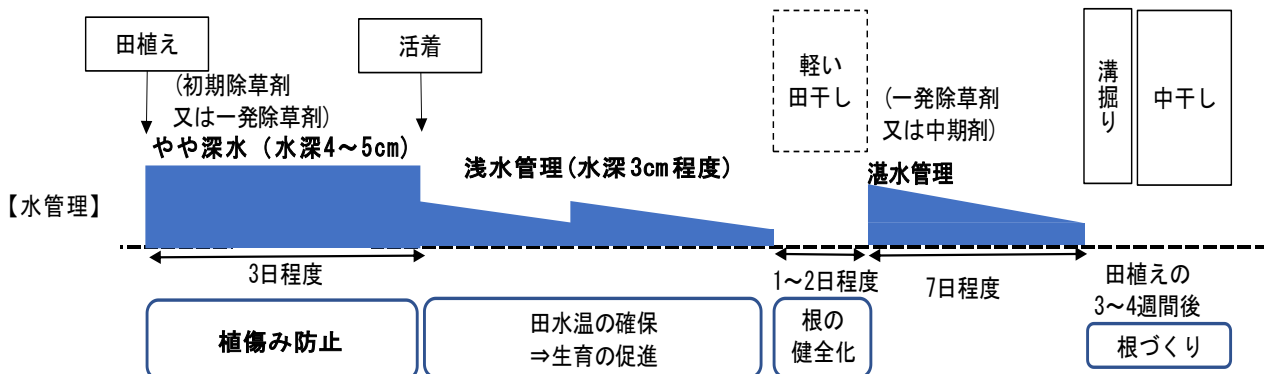 田植え
活着
軽い
田干し
溝掘り
中干し
(初期除草剤
又は一発除草剤)
(一発除草剤
又は中期剤)
やや深水(水深4～5cm)
浅水管理(水深3cm程度)
湛水管理
【水管理】
3日程度
1～2日程度
7日程度
田植えの
3～4週間後
植傷み防止
田水温の確保
⇒生育の促進
根の
健全化
根づくり